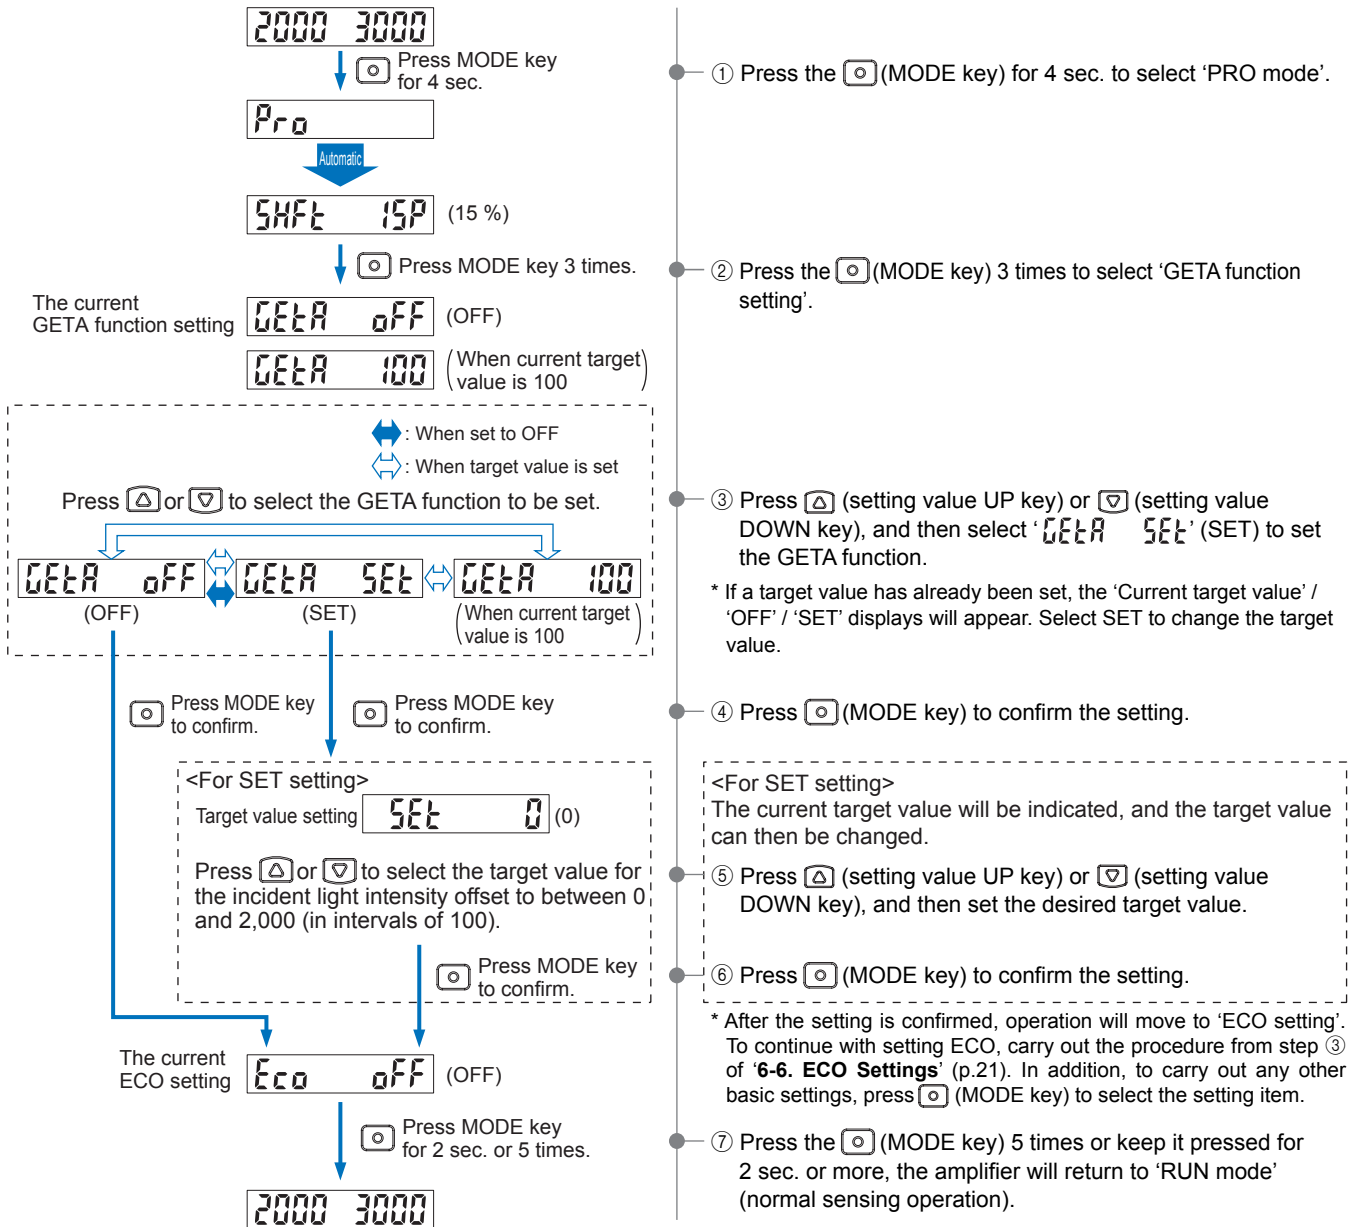 2000 3000
Press MODE key
for 4 sec.
Pro
Automatic
SHFt 15P (15 %)
Press MODE key 3 times.
The current
GETA function setting
GEtA oFF (OFF)
GEtA 100 (When current target
value is 100)
: When set to OFF
: When target value is set
Press or to select the GETA function to be set.
GEtA oFF GEtA SEt GEtA 100
(OFF) (SET) (When current target
value is 100)
Press MODE key
to confirm.
Press MODE key
to confirm.
<For SET setting>
Target value setting SEt 0 (0)
Press or to select the target value for
the incident light intensity offset to between 0
and 2,000 (in intervals of 100).
Press MODE key
to confirm.
The current
ECO setting
Eco oFF (OFF)
Press MODE key
for 2 sec. or 5 times.
2000 3000
① Press the (MODE key) for 4 sec. to select ‘PRO mode’.
② Press the (MODE key) 3 times to select ‘GETA function
setting’.
③ Press (setting value UP key) or (setting value
DOWN key), and then select ‘GEtA SEt’ (SET) to set
the GETA function.
* If a target value has already been set, the ‘Current target value’ /
‘OFF’ / ‘SET’ displays will appear. Select SET to change the target
value.
④ Press (MODE key) to confirm the setting.
<For SET setting>
The current target value will be indicated, and the target value
can then be changed.
⑤ Press (setting value UP key) or (setting value
DOWN key), and then set the desired target value.
⑥ Press (MODE key) to confirm the setting.
* After the setting is confirmed, operation will move to ‘ECO setting’.
To continue with setting ECO, carry out the procedure from step ③
of ‘6-6. ECO Settings’ (p.21). In addition, to carry out any other
basic settings, press (MODE key) to select the setting item.
⑦ Press the (MODE key) 5 times or keep it pressed for
2 sec. or more, the amplifier will return to ‘RUN mode’
(normal sensing operation).